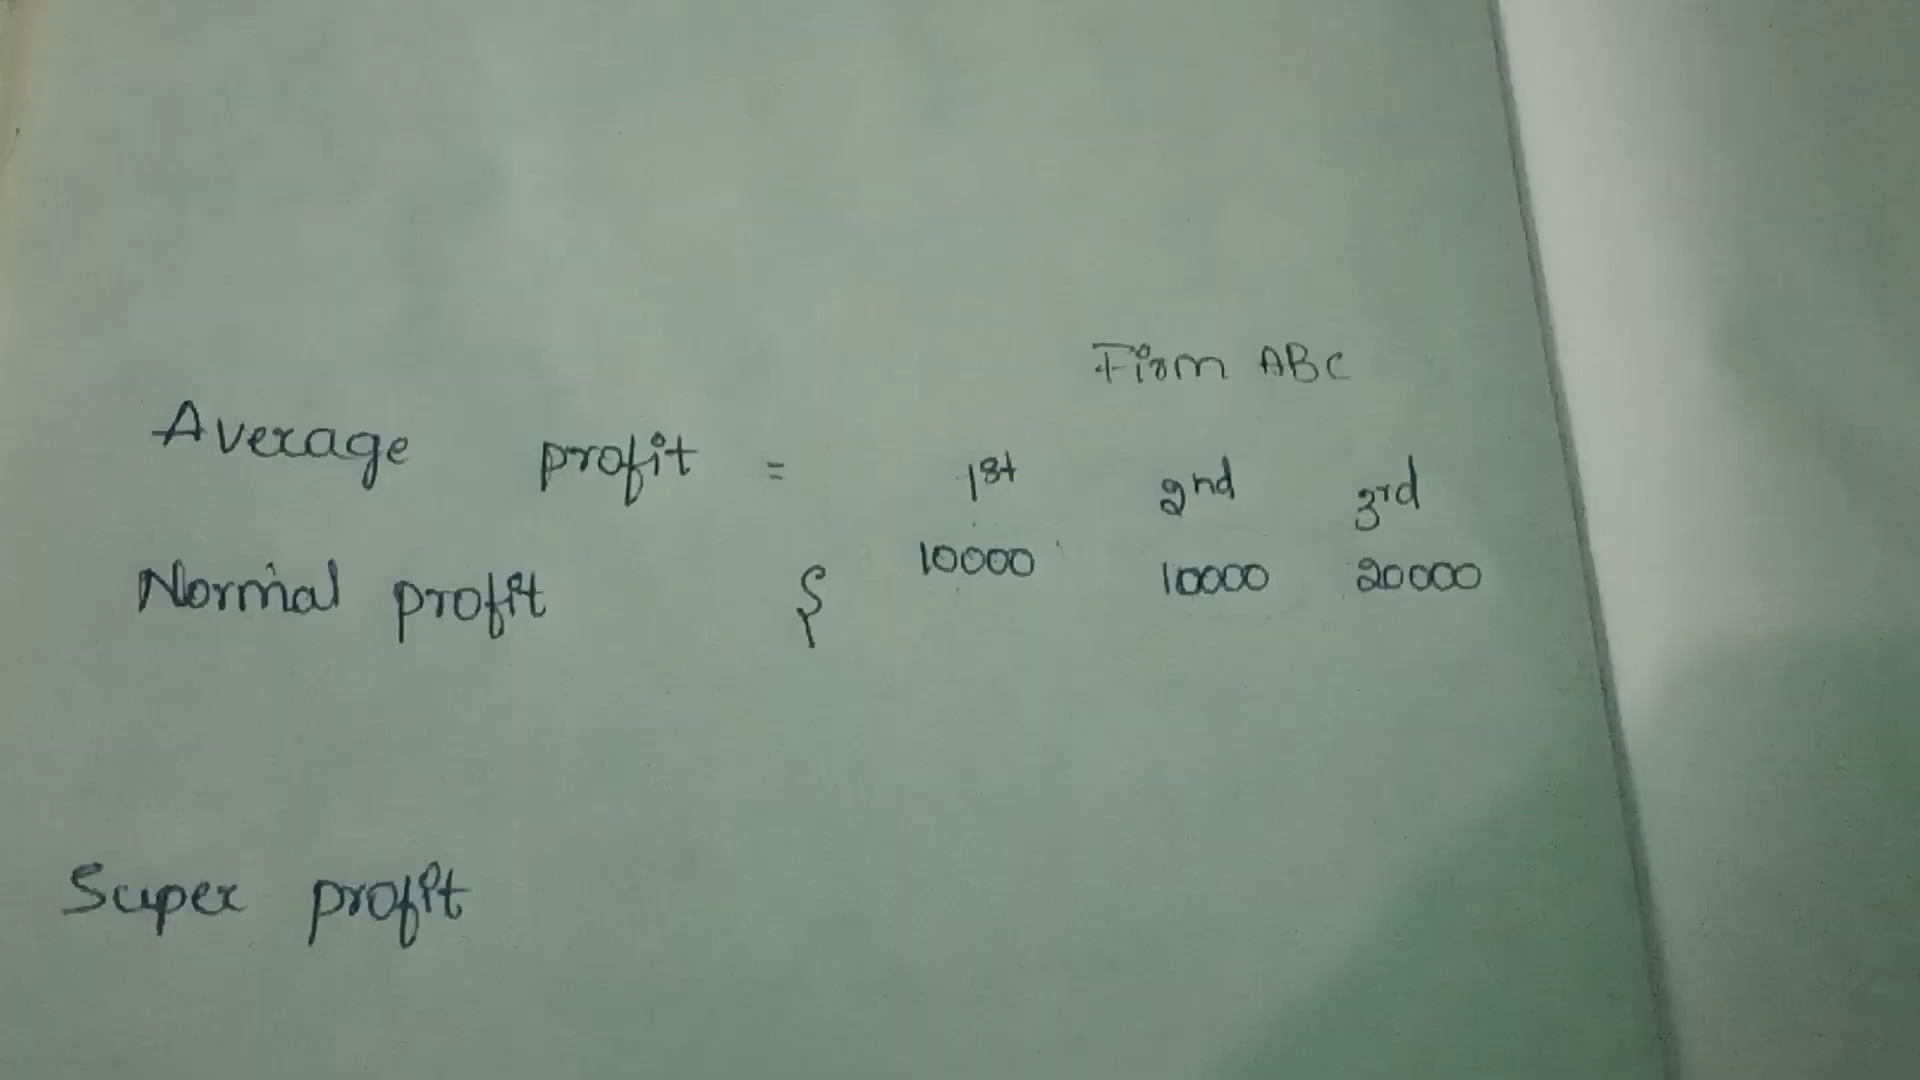 Firm ABC
Average profit = 1st 2nd 3rd
Normal profit 10000 10000 20000
Super profit